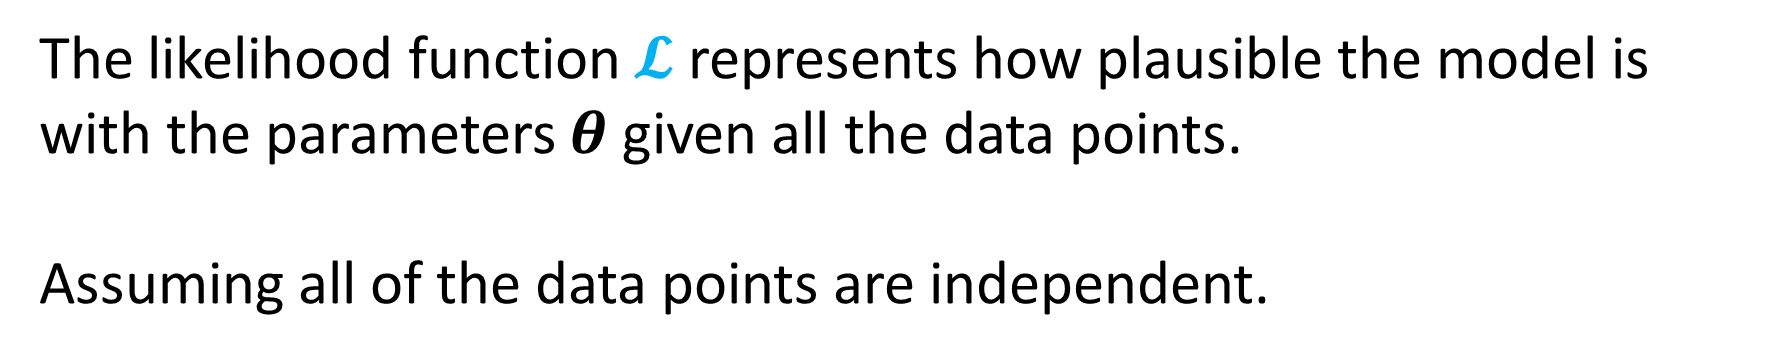 The likelihood function 𝓛 represents how plausible the model is
with the parameters 𝜽 given all the data points.
Assuming all of the data points are independent.